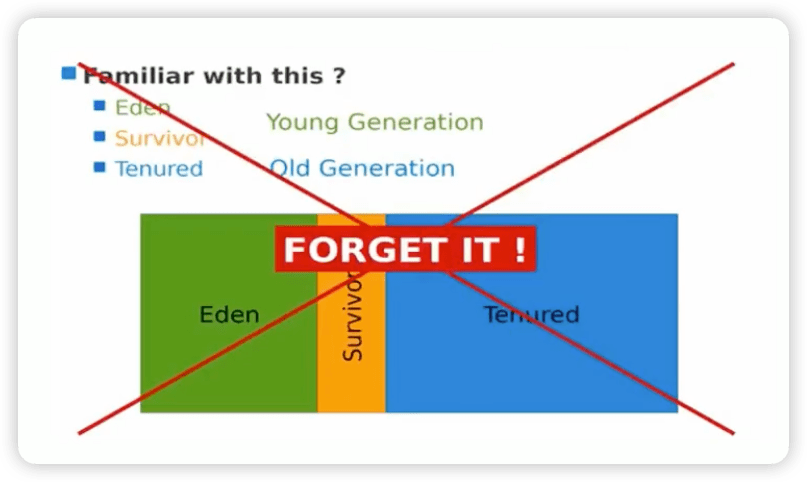 Familiar with this ?
Eden
Survivor
Tenured
Young Generation
Old Generation
FORGET IT !
Eden
Survivor
Tenured